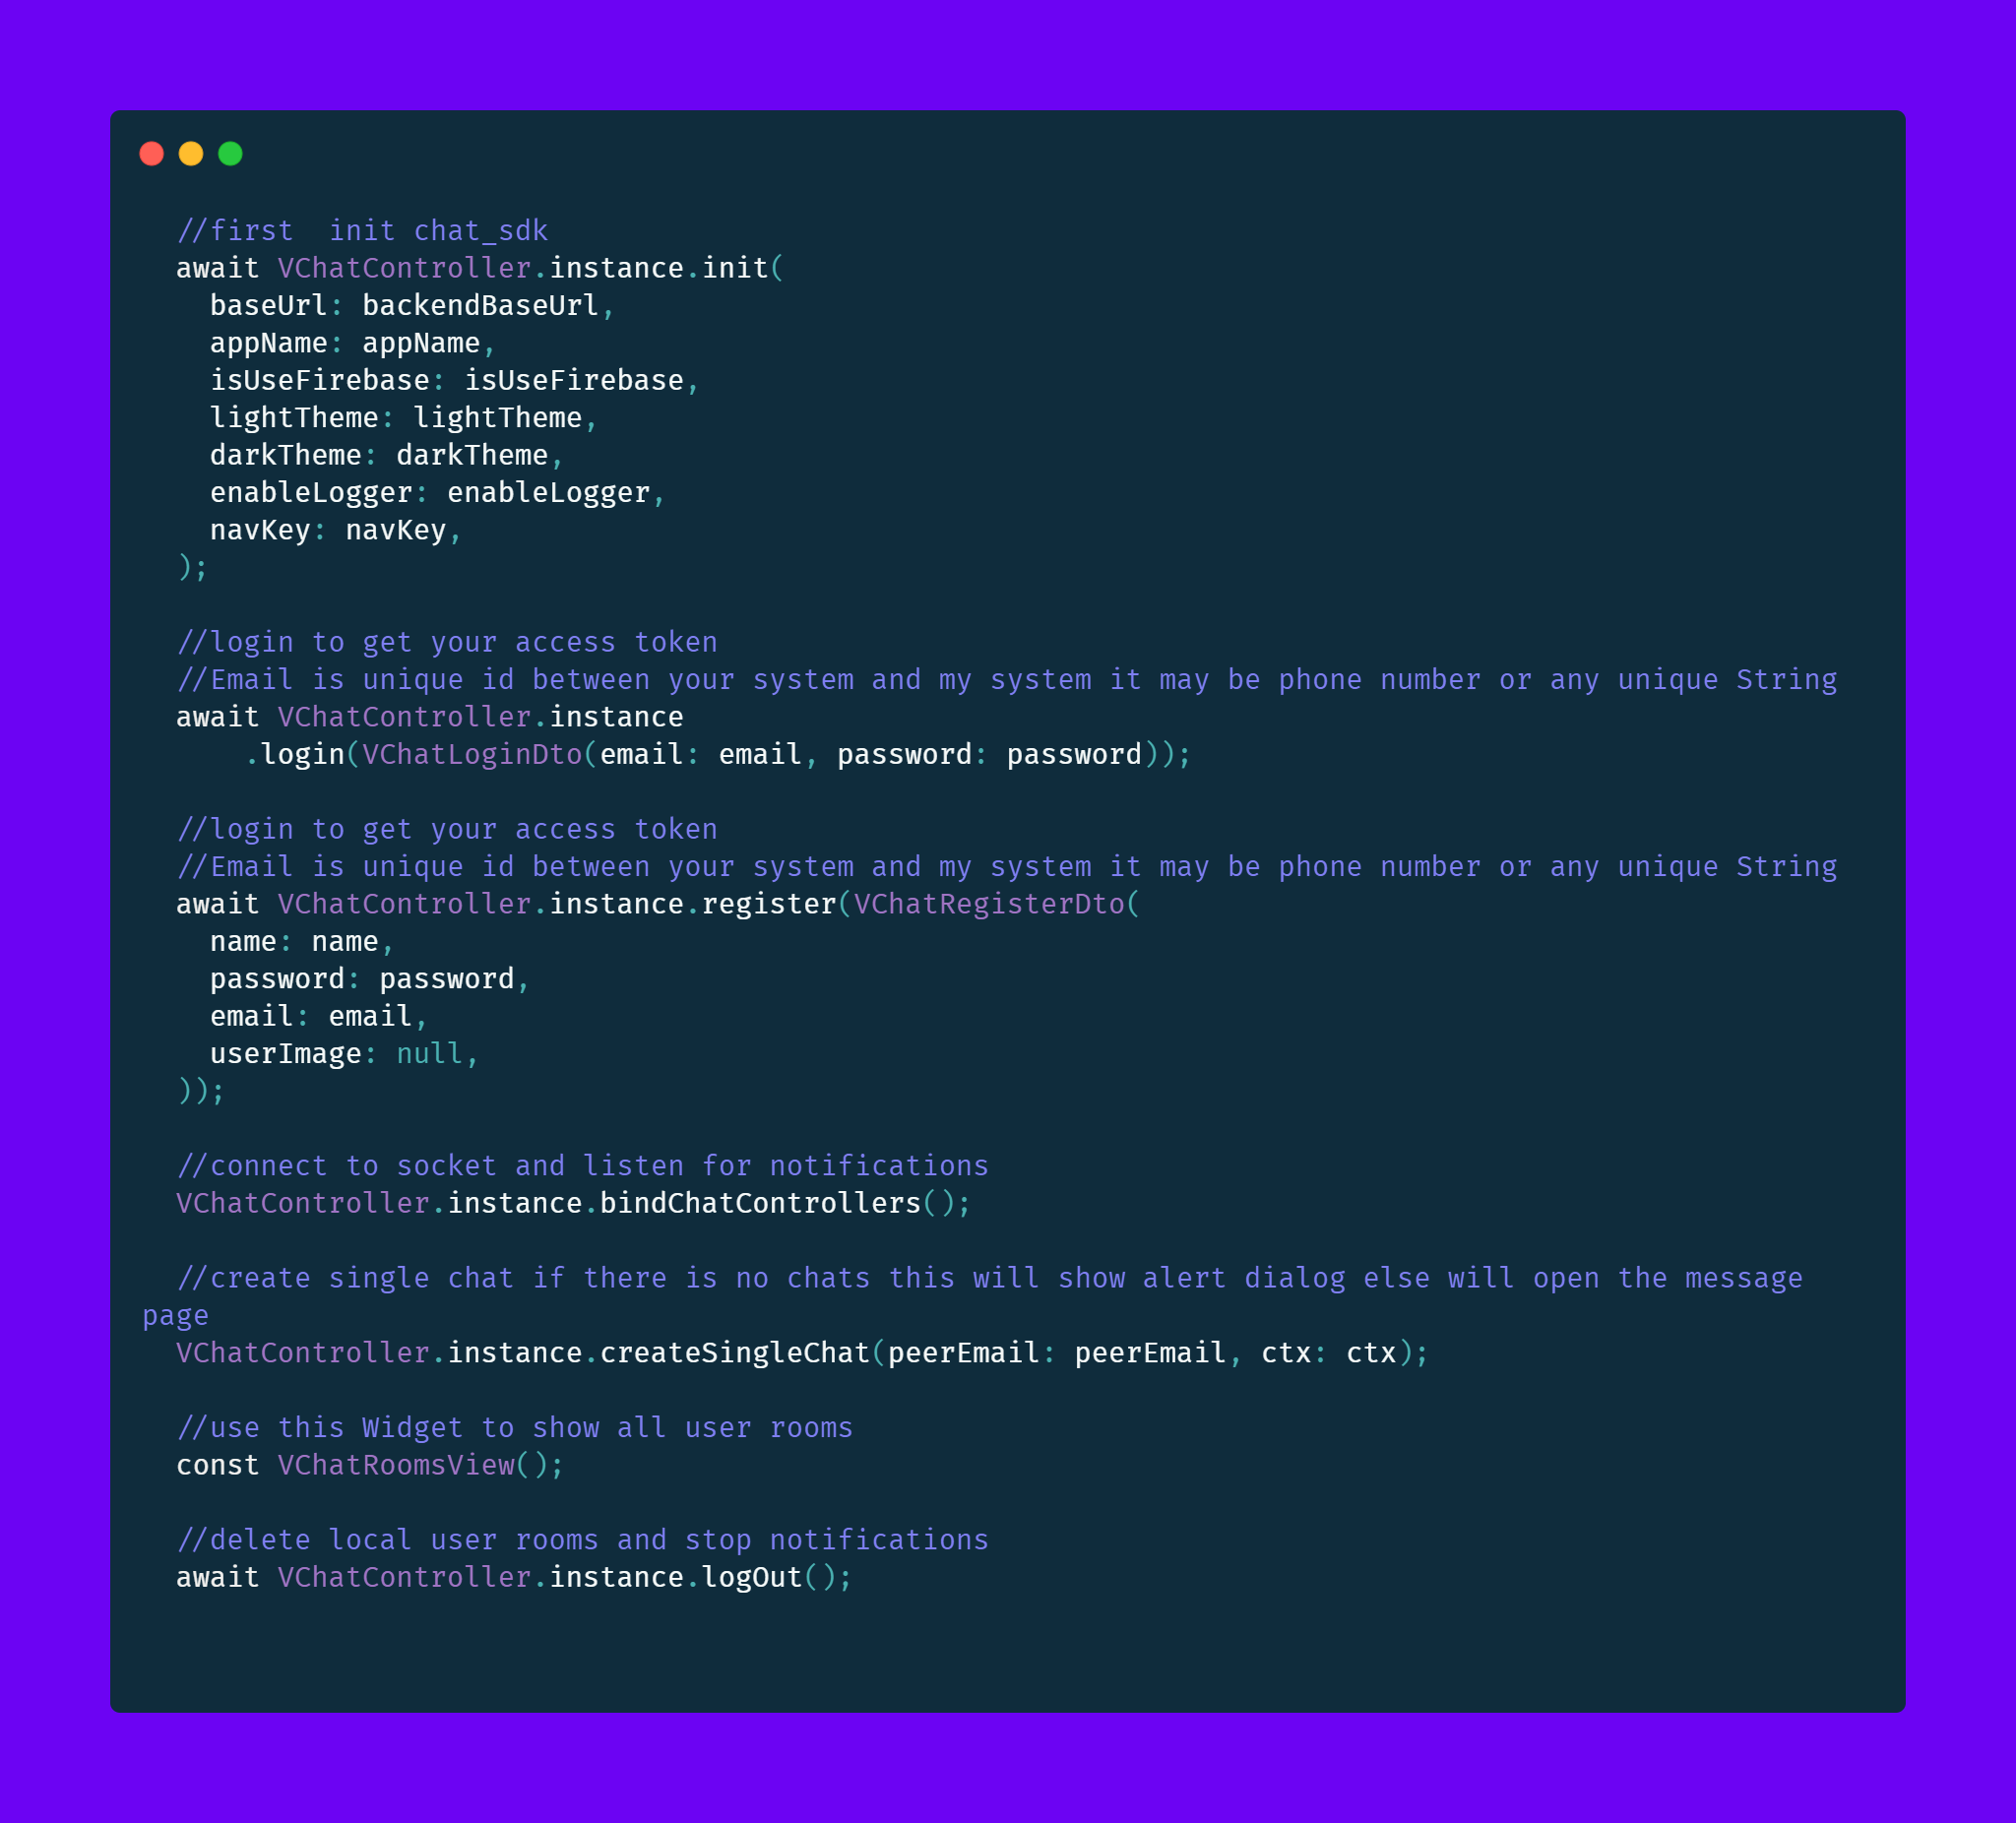 //first  init chat_sdk
await VChatController.instance.init(
baseUrl: backendBaseUrl,
appName: appName,
isUseFirebase: isUseFirebase,
lightTheme: lightTheme,
darkTheme: darkTheme,
enableLogger: enableLogger,
navKey: navKey,
);
//login to get your access token
//Email is unique id between your system and my system it may be phone number or any unique String
await VChatController.instance
.login(VChatLoginDto(email: email, password: password));
//login to get your access token
//Email is unique id between your system and my system it may be phone number or any unique String
await VChatController.instance.register(VChatRegisterDto(
name: name,
password: password,
email: email,
userImage: null,
));
//connect to socket and listen for notifications
VChatController.instance.bindChatControllers();
//create single chat if there is no chats this will show alert dialog else will open the message
page
VChatController.instance.createSingleChat(peerEmail: peerEmail, ctx: ctx);
//use this Widget to show all user rooms
const VChatRoomsView();
//delete local user rooms and stop notifications
await VChatController.instance.logOut();